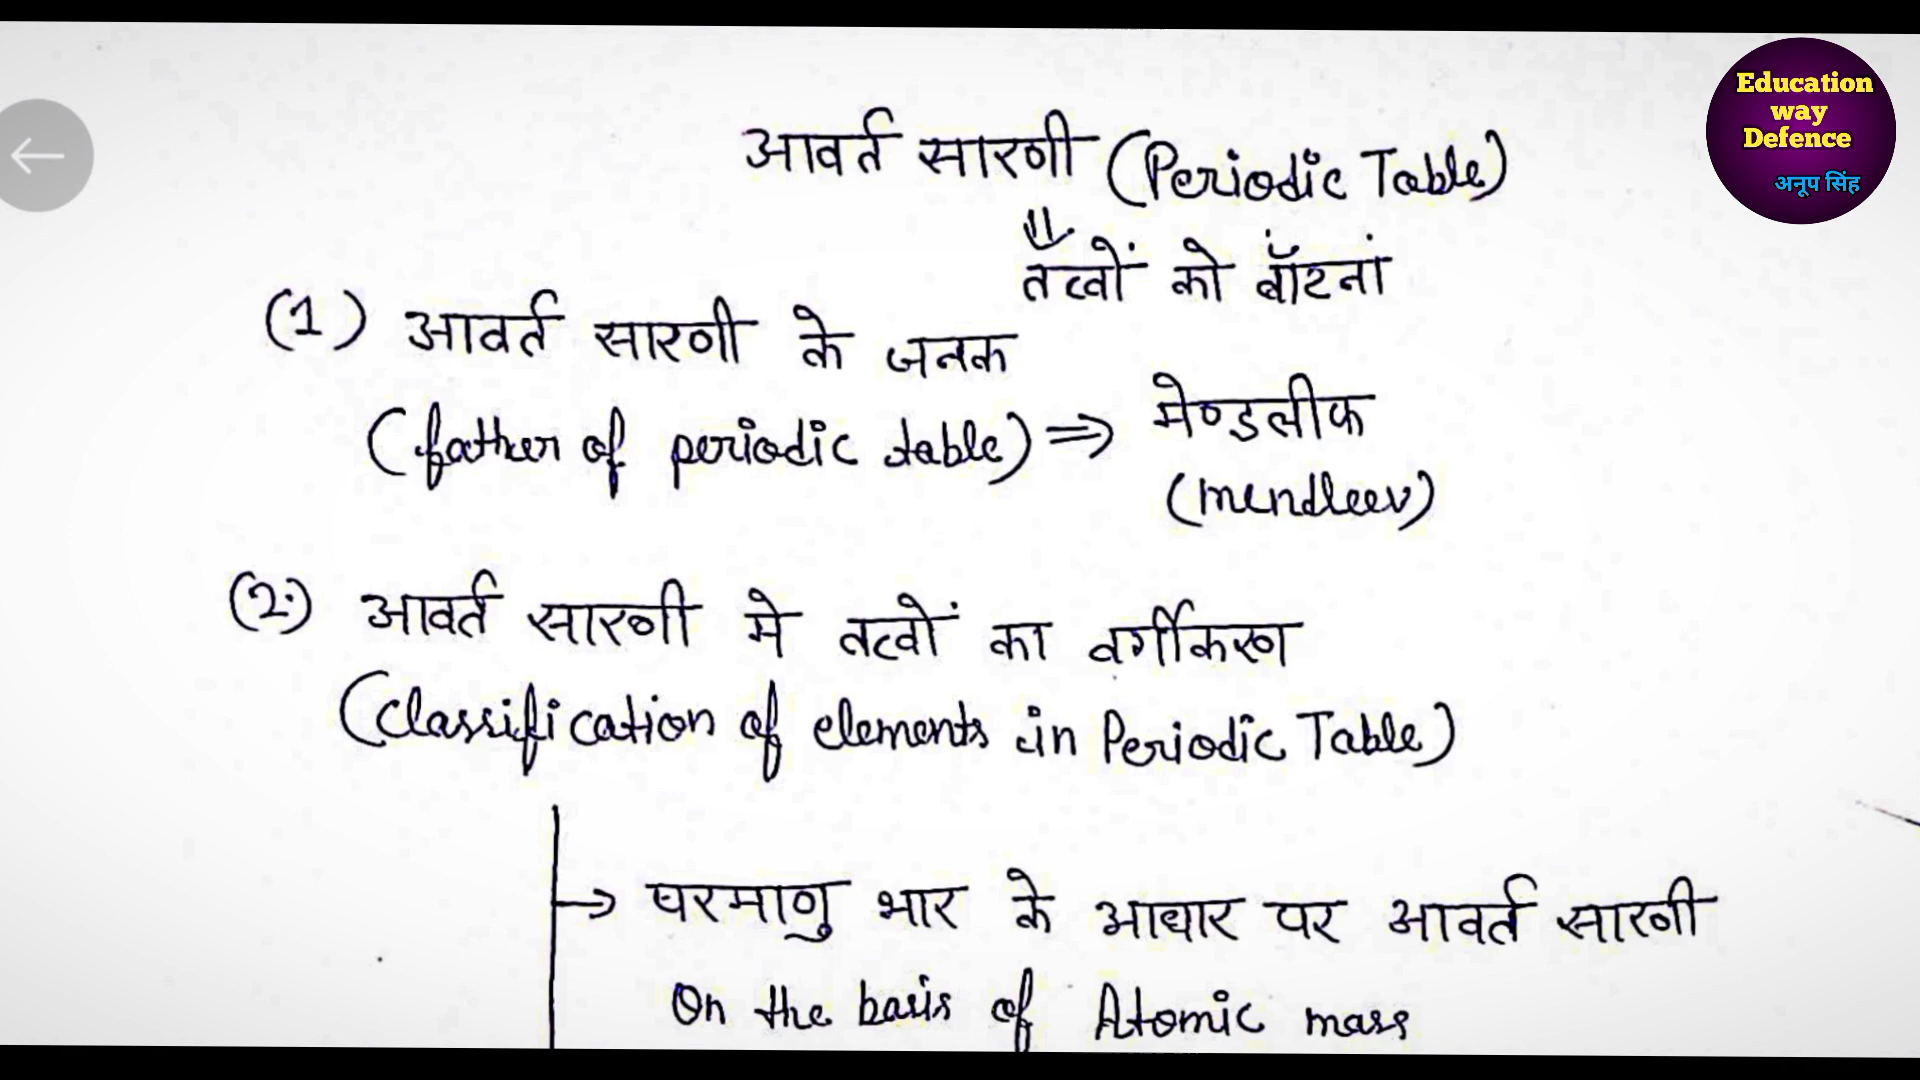 Education
way
Defence
अनूप सिंह
आवर्त सारणी (Periodic Table)
तत्वों को बाँटनां
(1) आवर्त सारणी के जनक
(father of periodic table) ⇒ मेण्डलीफ
(mendleev)
(2.) आवर्त सारणी मे तत्वों का वर्गीकरण
(Classification of elements in Periodic Table)
→ परमाणु भार के आधार पर आवर्त सारणी
On the basis of Atomic mass